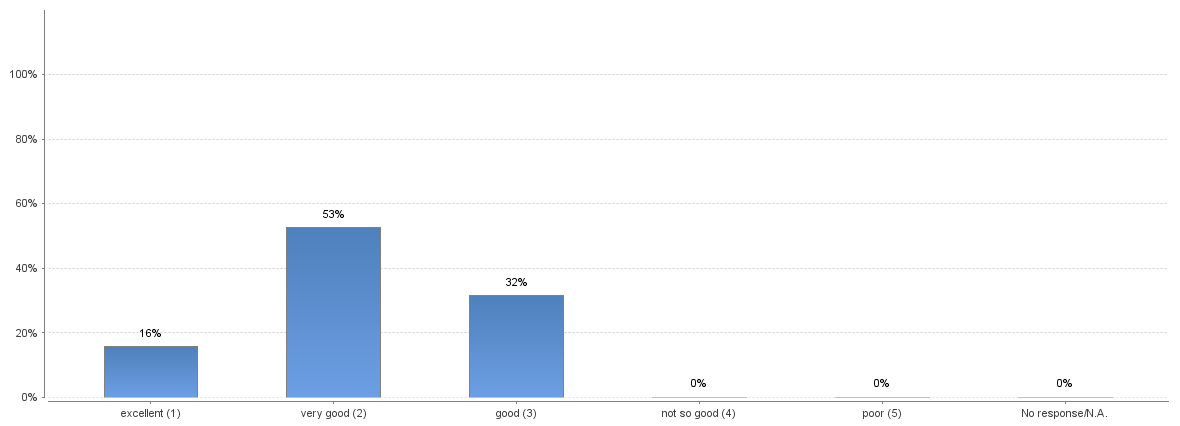 100%
80%
60%
53%
40%
32%
20%
16%
0%
0%
0%
0%
excellent (1)
very good (2)
good (3)
not so good (4)
poor (5)
No response/N.A.